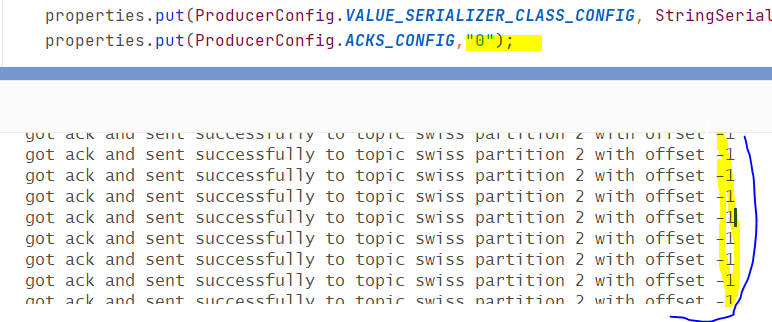 properties.put(ProducerConfig.VALUE_SERIALIZER_CLASS_CONFIG, StringSerial
properties.put(ProducerConfig.ACKS_CONFIG,"0");
got ack and sent successfully to topic swiss partition 2 with offset -1
got ack and sent successfully to topic swiss partition 2 with offset -1
got ack and sent successfully to topic swiss partition 2 with offset -1
got ack and sent successfully to topic swiss partition 2 with offset -1
got ack and sent successfully to topic swiss partition 2 with offset -1
got ack and sent successfully to topic swiss partition 2 with offset -1
got ack and sent successfully to topic swiss partition 2 with offset -1
got ack and sent successfully to topic swiss partition 2 with offset -1
got ack and sent successfully to topic swiss partition 2 with offset -1